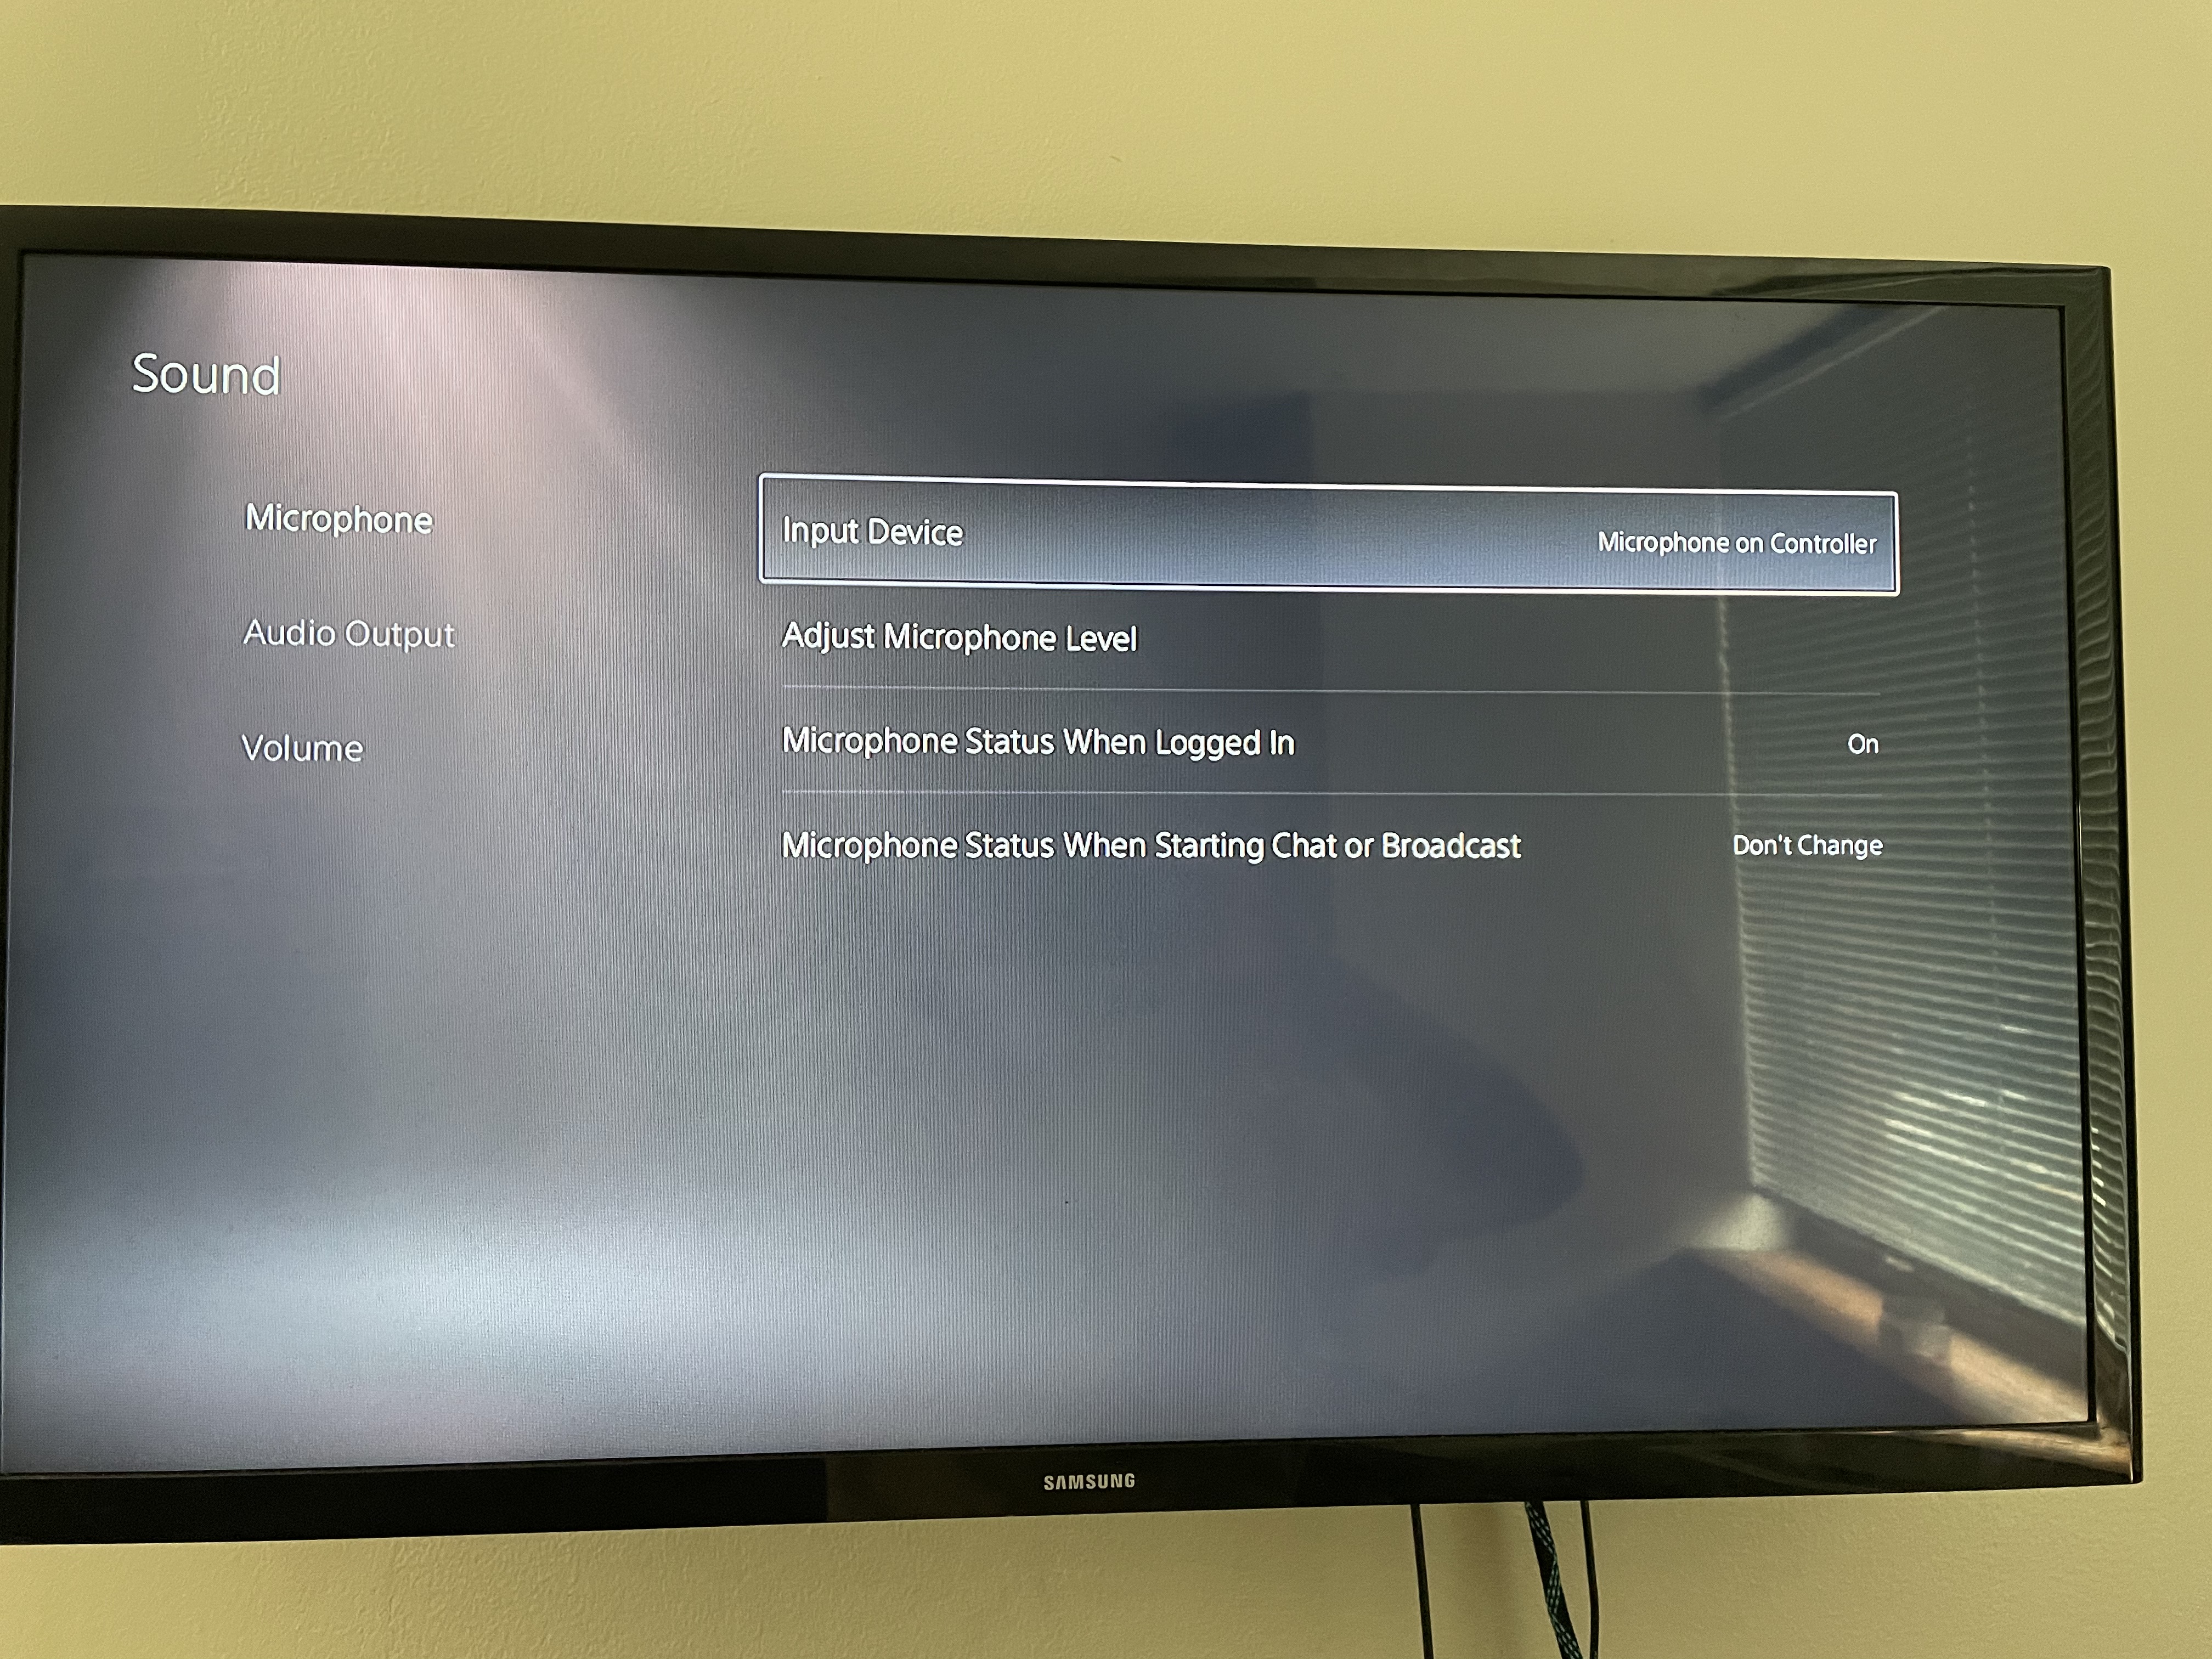 Sound
Microphone
Audio Output
Volume
Input Device Microphone on Controller
Adjust Microphone Level
Microphone Status When Logged In On
Microphone Status When Starting Chat or Broadcast Don't Change
SAMSUNG